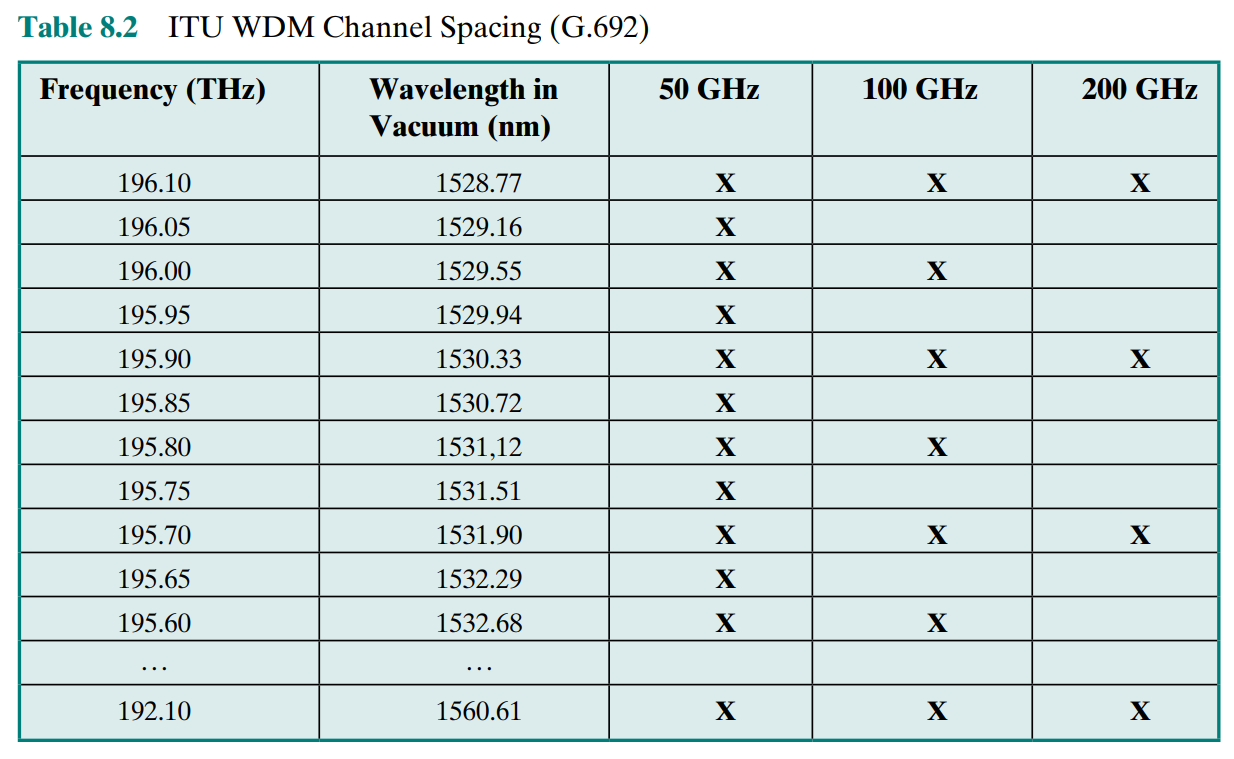 Table 8.2 ITU WDM Channel Spacing (G.692)
Frequency (THz) Wavelength in Vacuum (nm) 50 GHz 100 GHz 200 GHz
196.10 1528.77 X X X
196.05 1529.16 X
196.00 1529.55 X X
195.95 1529.94 X
195.90 1530.33 X X X
195.85 1530.72 X
195.80 1531,12 X X
195.75 1531.51 X
195.70 1531.90 X X X
195.65 1532.29 X
195.60 1532.68 X X
… …
192.10 1560.61 X X X